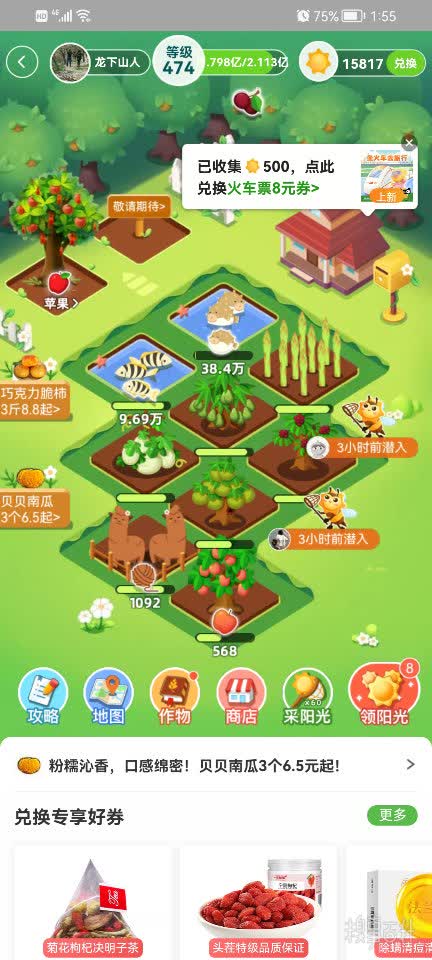 HD 4G 75% 1:55
龙下山人
等级
474
1.798亿/2.113亿
15817 兑换
已收集 500，点此
兑换火车票8元券>
坐火车去旅行
上新
敬请期待>
苹果>
38.4万
巧克力脆柿
3斤8.8起>
9.69万
3小时前潜入
贝贝南瓜
3个6.5元起>
3小时前潜入
1092
568
8
x60
攻略
地图
作物
商店
采阳光
领阳光
粉糯沁香，口感绵密！贝贝南瓜3个6.5元起！
兑换专享好券
更多
菊花枸杞决明子茶
头茬特级品质保证
除螨清痘清